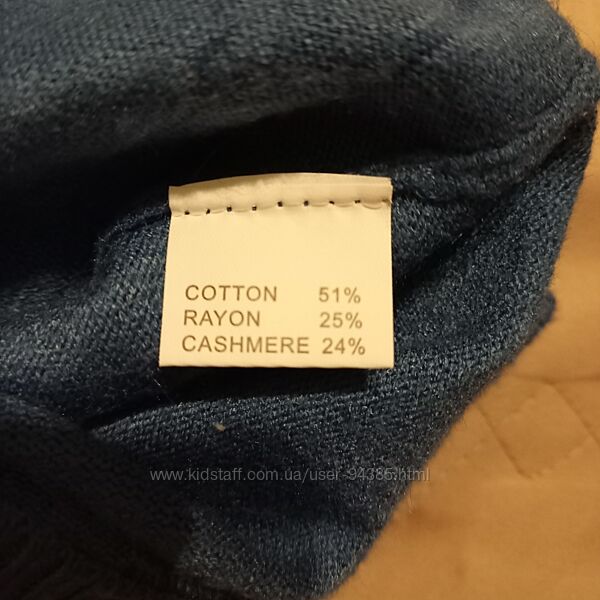 COTTON 51%
RAYON 25%
CASHMERE 24%
www.kidstaff.com.ua/user-94385.html